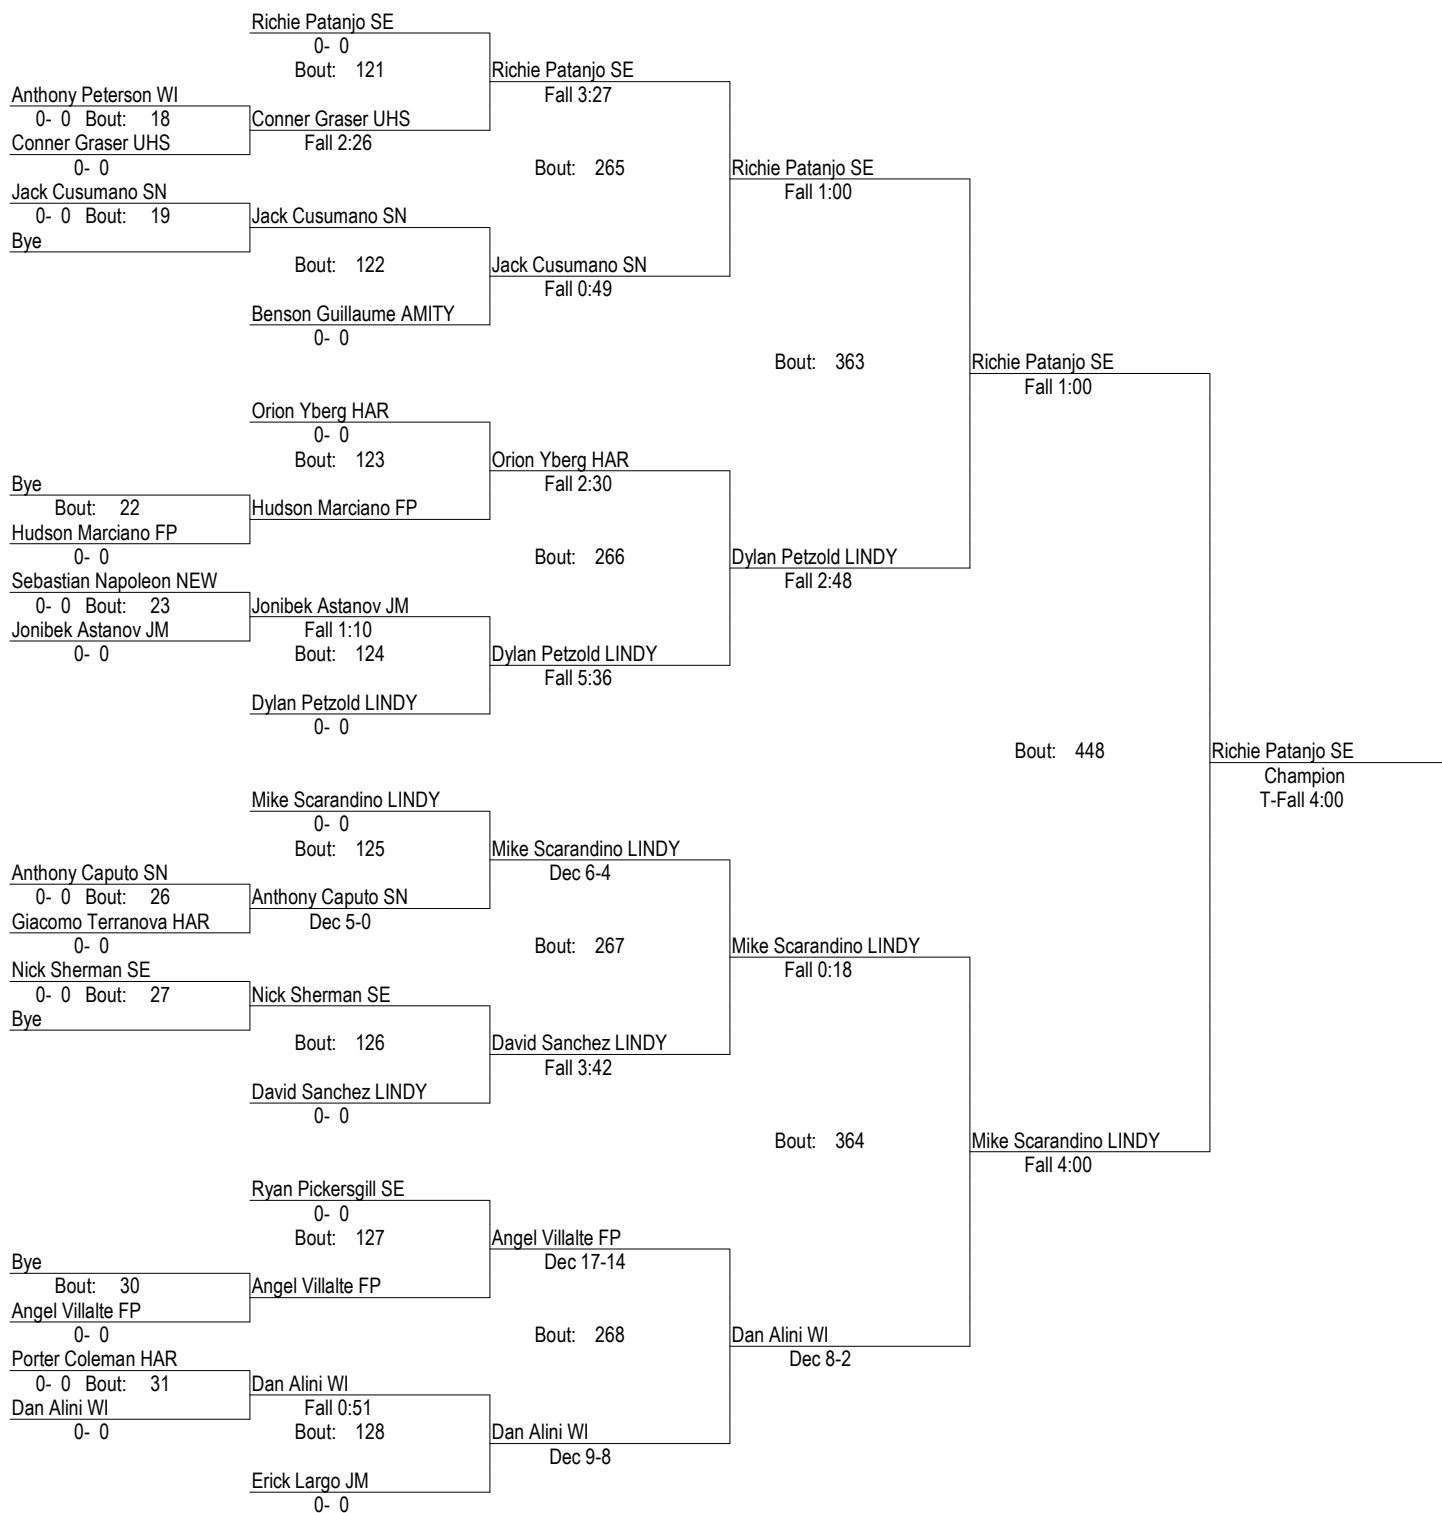 Richie Patanjo SE
0- 0
Bout: 121
Richie Patanjo SE
Fall 3:27
Anthony Peterson WI
0- 0 Bout: 18
Conner Graser UHS
0- 0
Conner Graser UHS
Fall 2:26
Bout: 265
Richie Patanjo SE
Fall 1:00
Jack Cusumano SN
0- 0 Bout: 19
Bye
Jack Cusumano SN
Bout: 122
Jack Cusumano SN
Fall 0:49
Benson Guillaume AMITY
0- 0
Bout: 363
Richie Patanjo SE
Fall 1:00
Orion Yberg HAR
0- 0
Bout: 123
Orion Yberg HAR
Fall 2:30
Bye
Bout: 22
Hudson Marciano FP
0- 0
Hudson Marciano FP
Bout: 266
Dylan Petzold LINDY
Fall 2:48
Sebastian Napoleon NEW
0- 0 Bout: 23
Jonibek Astanov JM
0- 0
Jonibek Astanov JM
Fall 1:10
Bout: 124
Dylan Petzold LINDY
Fall 5:36
Dylan Petzold LINDY
0- 0
Bout: 448
Richie Patanjo SE
Champion
T-Fall 4:00
Mike Scarandino LINDY
0- 0
Bout: 125
Mike Scarandino LINDY
Dec 6-4
Anthony Caputo SN
0- 0 Bout: 26
Giacomo Terranova HAR
0- 0
Anthony Caputo SN
Dec 5-0
Bout: 267
Mike Scarandino LINDY
Fall 0:18
Nick Sherman SE
0- 0 Bout: 27
Bye
Nick Sherman SE
Bout: 126
David Sanchez LINDY
Fall 3:42
David Sanchez LINDY
0- 0
Bout: 364
Mike Scarandino LINDY
Fall 4:00
Ryan Pickersgill SE
0- 0
Bout: 127
Angel Villalte FP
Dec 17-14
Bye
Bout: 30
Angel Villalte FP
0- 0
Angel Villalte FP
Bout: 268
Dan Alini WI
Dec 8-2
Porter Coleman HAR
0- 0 Bout: 31
Dan Alini WI
0- 0
Dan Alini WI
Fall 0:51
Bout: 128
Dan Alini WI
Dec 9-8
Erick Largo JM
0- 0